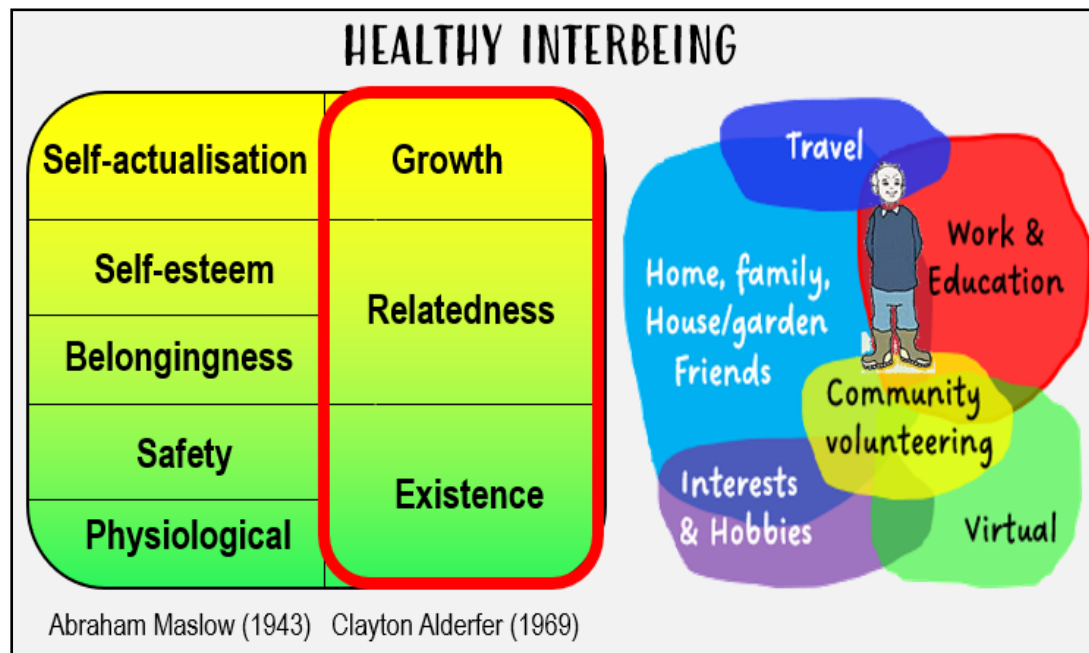 HEALTHY INTERBEING
Self-actualisation
Self-esteem
Belongingness
Safety
Physiological
Growth
Relatedness
Existence
Abraham Maslow (1943)
Clayton Alderfer (1969)
Travel
Home, family,
House/garden
Friends
Work &
Education
Community
volunteering
Interests
& Hobbies
Virtual